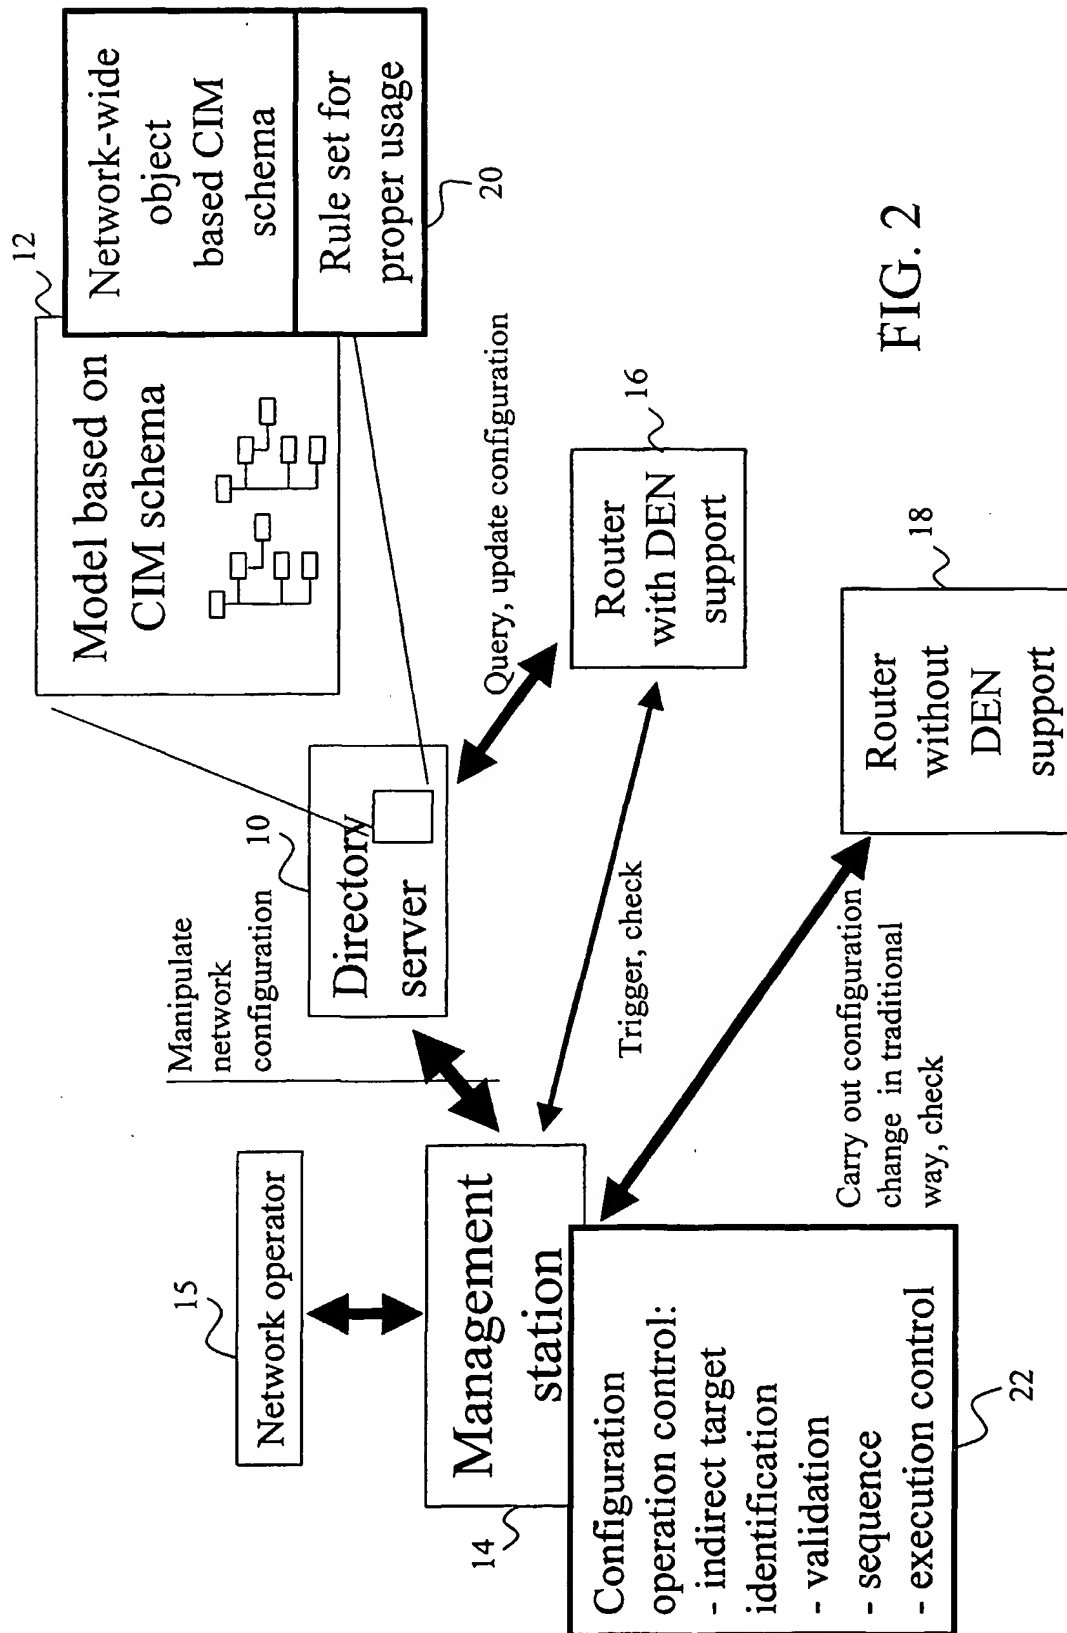 15
Network operator
14
Management
station
Configuration
operation control:
- indirect target
identification
- validation
- sequence
- execution control
22
Manipulate
network
configuration
10
Directory
server
12
Model based on
CIM schema
Network-wide
object
based CIM
schema
Rule set for
proper usage
20
Query, update configuration
16
Router
with DEN
support
Trigger, check
Carry out configuration
change in traditional
way, check
18
Router
without
DEN
support
FIG. 2